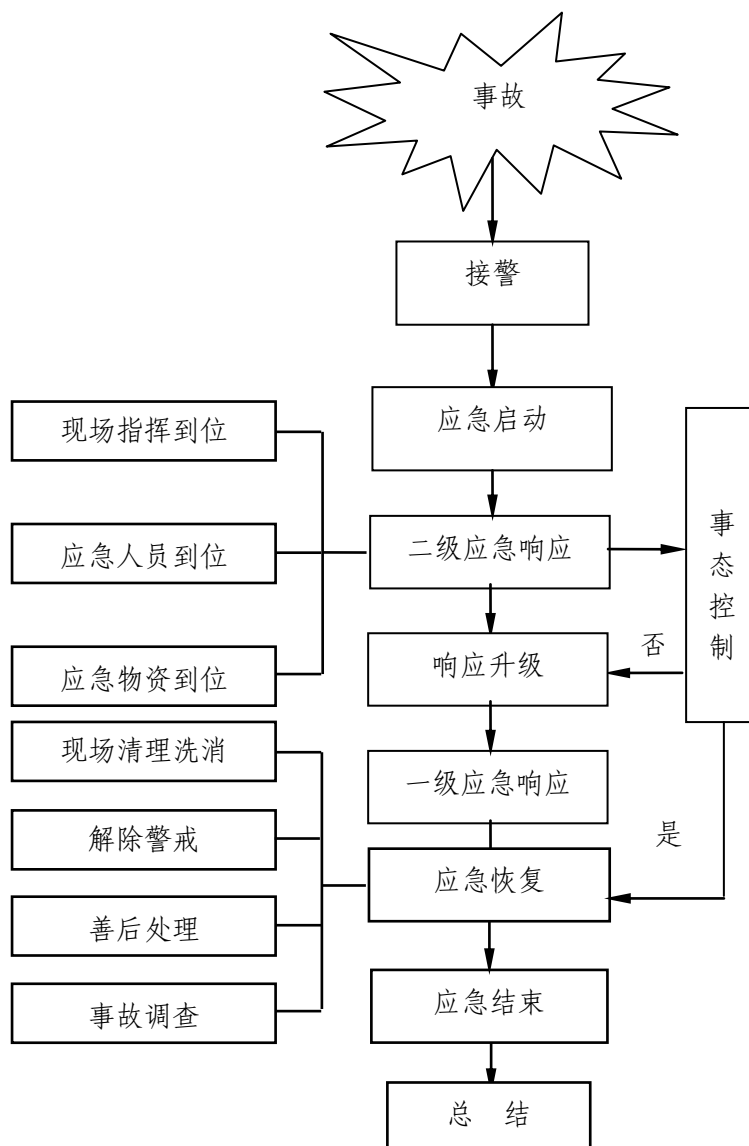 事故
接警
应急启动
现场指挥到位
二级应急响应
应急人员到位
事态控制
响应升级
否
应急物资到位
现场清理洗消
一级应急响应
是
解除警戒
应急恢复
善后处理
应急结束
事故调查
总 结